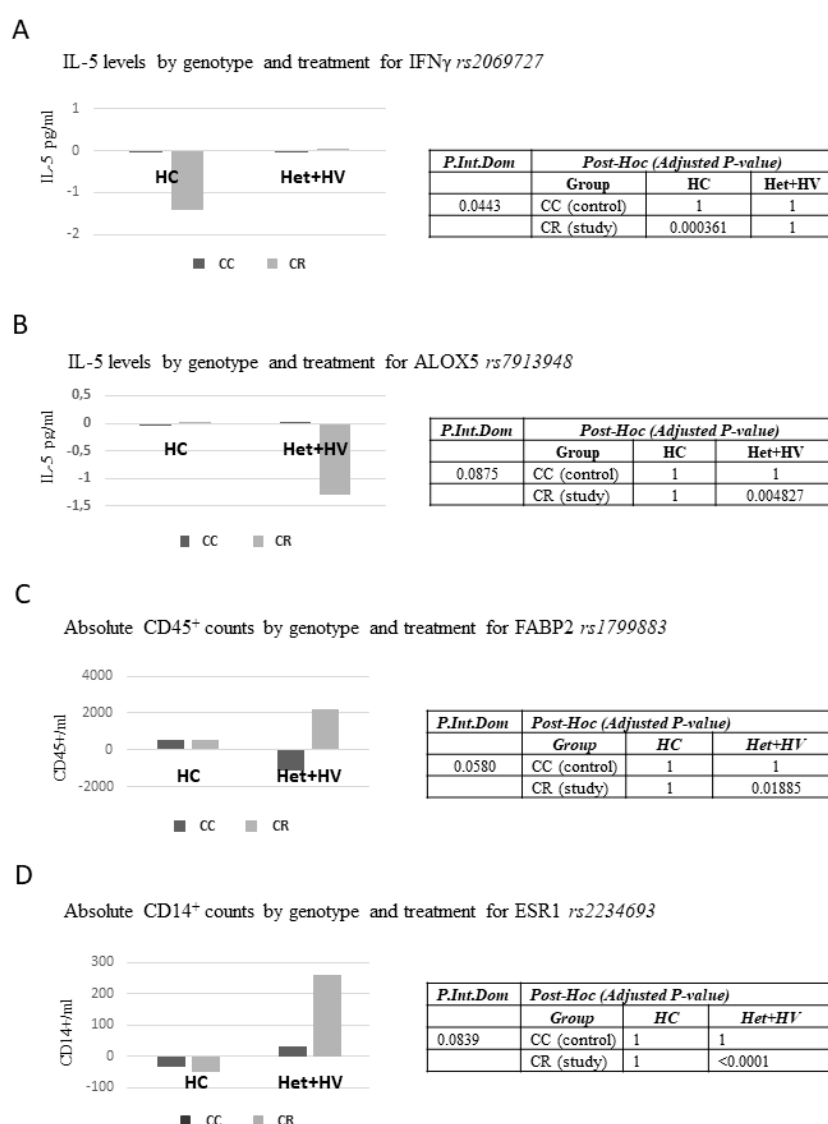 A
IL-5 levels by genotype and treatment for IFNγ rs2069727
1
0
-1
-2
IL-5 pg/ml
HC
Het+HV
CC CR
P.Int.Dom Post-Hoc (Adjusted P-value)
Group HC Het+HV
0.0443 CC (control) 1 1
CR (study) 0.000361 1
B
IL-5 levels by genotype and treatment for ALOX5 rs7913948
0,5
0
-0,5
-1
-1,5
IL-5 pg/ml
HC
Het+HV
CC CR
P.Int.Dom Post-Hoc (Adjusted P-value)
Group HC Het+HV
0.0875 CC (control) 1 1
CR (study) 1 0.004827
C
Absolute CD45⁺ counts by genotype and treatment for FABP2 rs1799883
4000
2000
0
-2000
CD45+/ml
HC
Het+HV
CC CR
P.Int.Dom Post-Hoc (Adjusted P-value)
Group HC Het+HV
0.0580 CC (control) 1 1
CR (study) 1 0.01885
D
Absolute CD14⁺ counts by genotype and treatment for ESR1 rs2234693
300
200
100
0
-100
CD14+/ml
HC
Het+HV
CC CR
P.Int.Dom Post-Hoc (Adjusted P-value)
Group HC Het+HV
0.0839 CC (control) 1 1
CR (study) 1 <0.0001